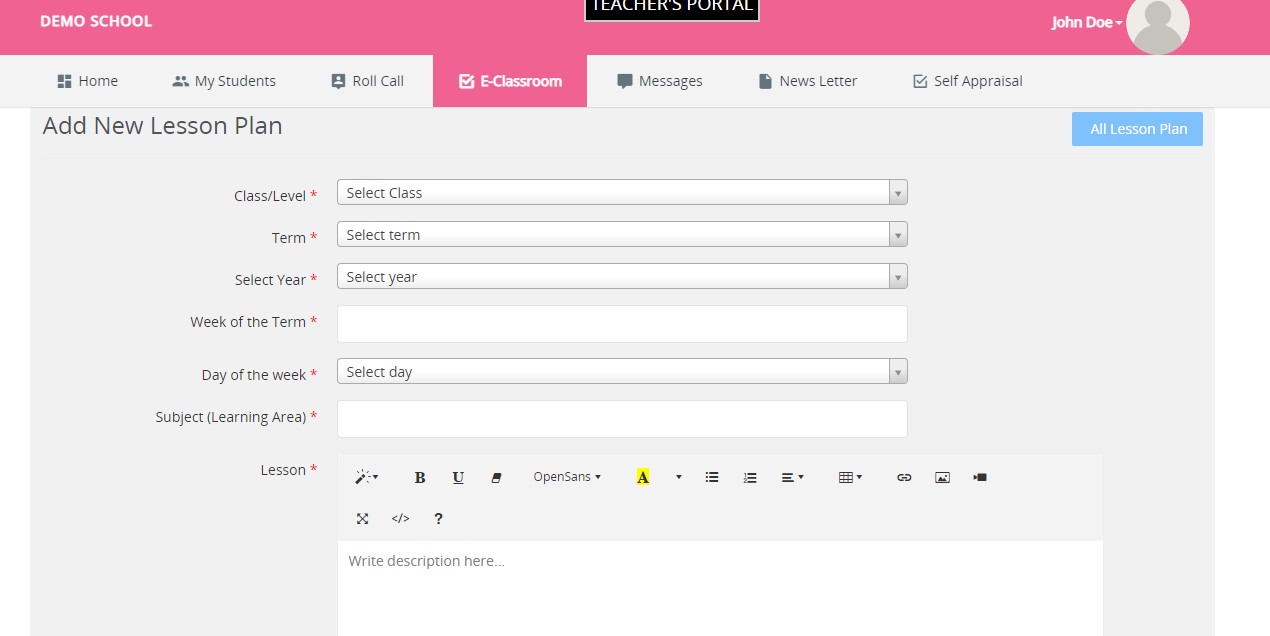 TEACHER'S PORTAL
DEMO SCHOOL
John Doe
Home My Students Roll Call E-Classroom Messages News Letter Self Appraisal
Add New Lesson Plan
All Lesson Plan
Class/Level * Select Class
Term * Select term
Select Year * Select year
Week of the Term *
Day of the week * Select day
Subject (Learning Area) *
Lesson *
B U OpenSans A
</> ?
Write description here...